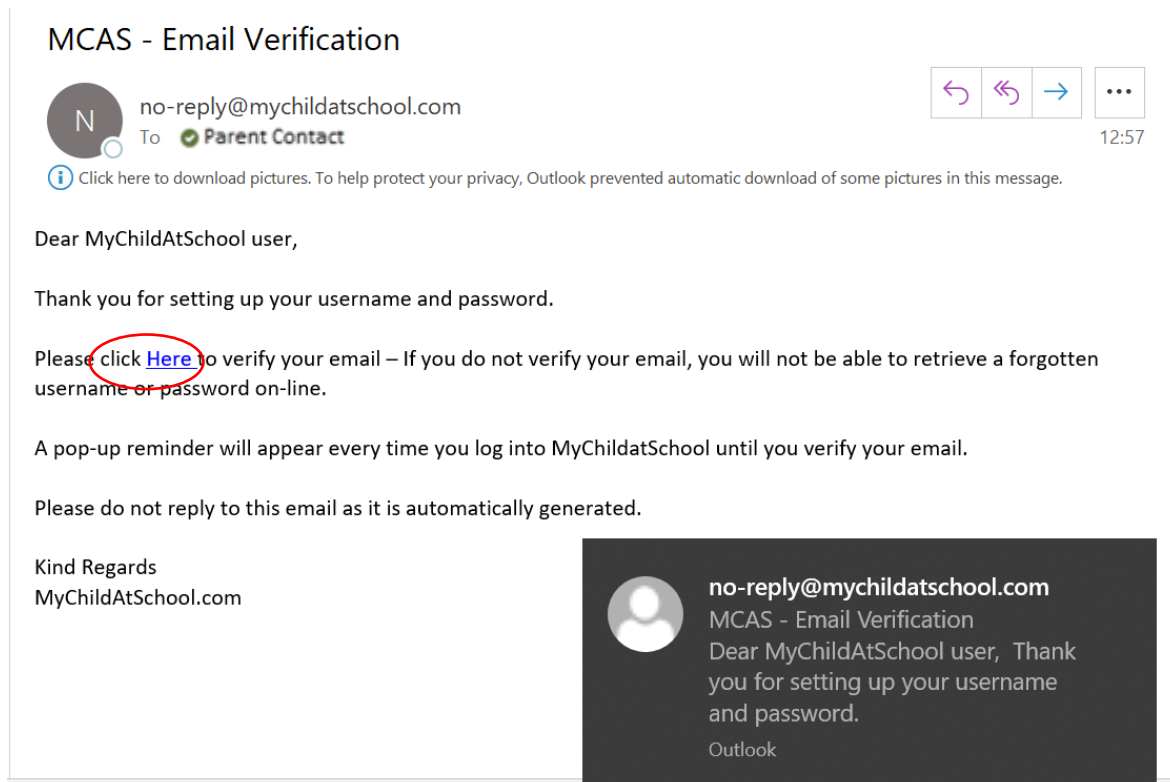 MCAS - Email Verification
N
no-reply@mychildatschool.com
To Parent Contact
12:57
Click here to download pictures. To help protect your privacy, Outlook prevented automatic download of some pictures in this message.
Dear MyChildAtSchool user,
Thank you for setting up your username and password.
Please click Here to verify your email – If you do not verify your email, you will not be able to retrieve a forgotten
username or password on-line.
A pop-up reminder will appear every time you log into MyChildatSchool until you verify your email.
Please do not reply to this email as it is automatically generated.
Kind Regards
MyChildAtSchool.com
no-reply@mychildatschool.com
MCAS - Email Verification
Dear MyChildAtSchool user, Thank
you for setting up your username
and password.
Outlook